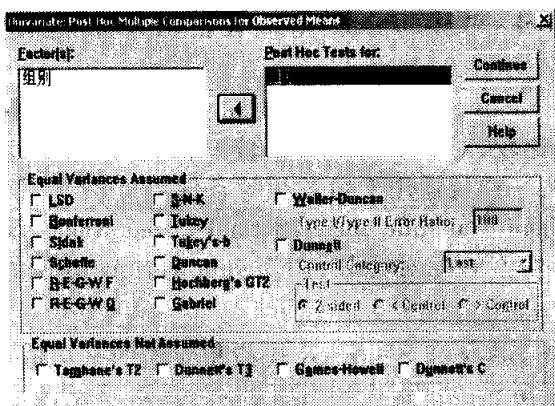 Univariate: Post Hoc Multiple Comparisons for Observed Means
Factor(s):
组别
Post Hoc Tests for:
Continue
Cancel
Help
Equal Variances Assumed
LSD
S-N-K
Waller-Duncan
Bonferroni
Tukey
Type I/Type II Error Ratio:
100
Sidak
Tukey's-b
Dunnett
Scheffe
Duncan
Control Category:
Last
R-E-G-W F
Hochberg's GT2
Test
R-E-G-W Q
Gabriel
2-sided
< Control
> Control
Equal Variances Not Assumed
Tamhane's T2
Dunnett's T3
Games-Howell
Dunnett's C